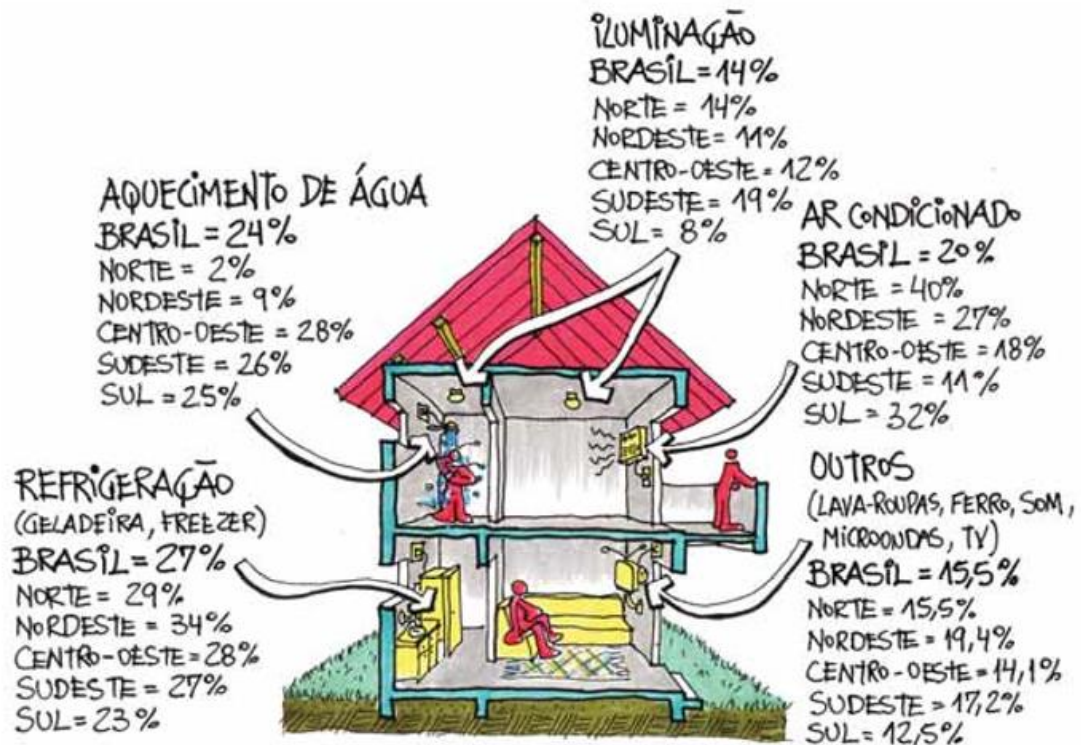 ILUMINAÇÃO
BRASIL = 14%
NORTE = 14%
NORDESTE = 11%
CENTRO-OESTE = 12%
SUDESTE = 19%
SUL = 8%
AQUECIMENTO DE ÁGUA
BRASIL = 24%
NORTE = 2%
NORDESTE = 9%
CENTRO-OESTE = 28%
SUDESTE = 26%
SUL = 25%
AR CONDICIONADO
BRASIL = 20%
NORTE = 40%
NORDESTE = 27%
CENTRO-OESTE = 18%
SUDESTE = 11%
SUL = 32%
REFRIGERAÇÃO
(GELADEIRA, FREEZER)
BRASIL = 27%
NORTE = 29%
NORDESTE = 34%
CENTRO-OESTE = 28%
SUDESTE = 27%
SUL = 23%
OUTROS
(LAVA-ROUPAS, FERRO, SOM,
MICROONDAS, TV)
BRASIL = 15,5%
NORTE = 15,5%
NORDESTE = 19,4%
CENTRO-OESTE = 14,1%
SUDESTE = 17,2%
SUL = 12,5%